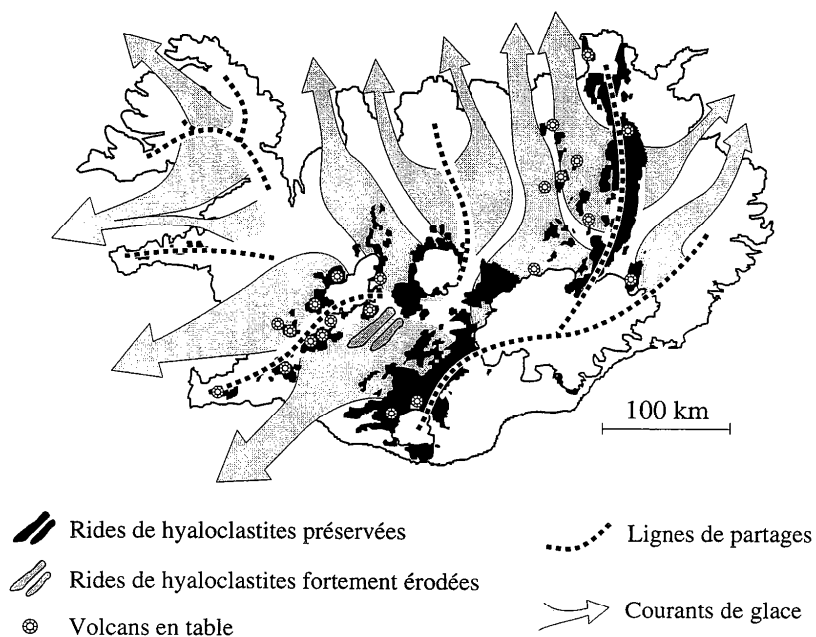 100 km
Rides de hyaloclastites préservées
Lignes de partages
Rides de hyaloclastites fortement érodées
Courants de glace
Volcans en table